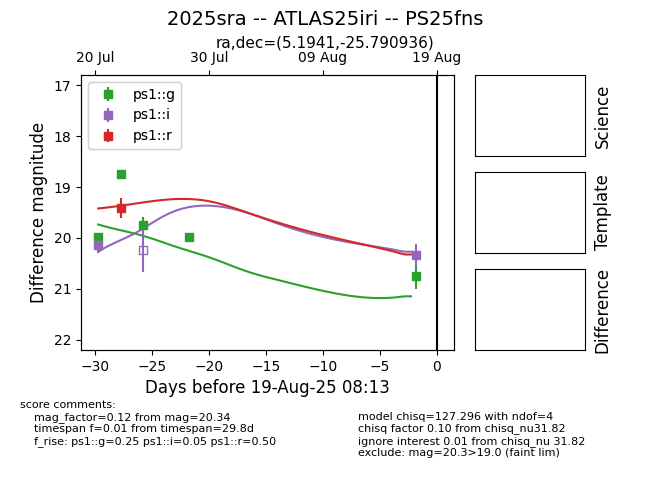 2025sra -- ATLAS25iri -- PS25fns
ra,dec=(5.1941,-25.790936)
20 Jul 30 Jul 09 Aug 19 Aug
17
18
19
20
21
22
Difference magnitude
ps1::g
ps1::i
ps1::r
Science
Template
Difference
−30 −25 −20 −15 −10 −5 0
Days before 19-Aug-25 08:13
score comments:
mag_factor=0.12 from mag=20.34
timespan f=0.01 from timespan=29.8d
f_rise: ps1::g=0.25 ps1::i=0.05 ps1::r=0.50
model chisq=127.296 with ndof=4
chisq factor 0.10 from chisq_nu31.82
ignore interest 0.01 from chisq_nu 31.82
exclude: mag=20.3>19.0 (faint lim)